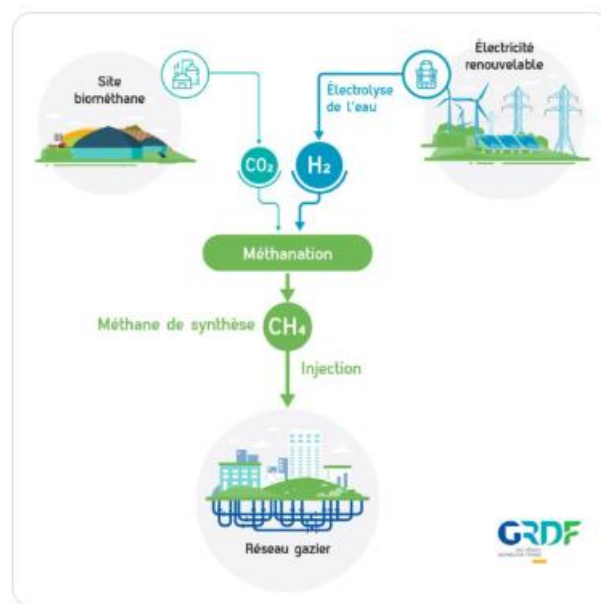 Site
biométhane
Électricité
renouvelable
Électrolyse
de l'eau
CO₂
H₂
Méthanation
Méthane de synthèse
CH₄
Injection
Réseau gazier
GRDF